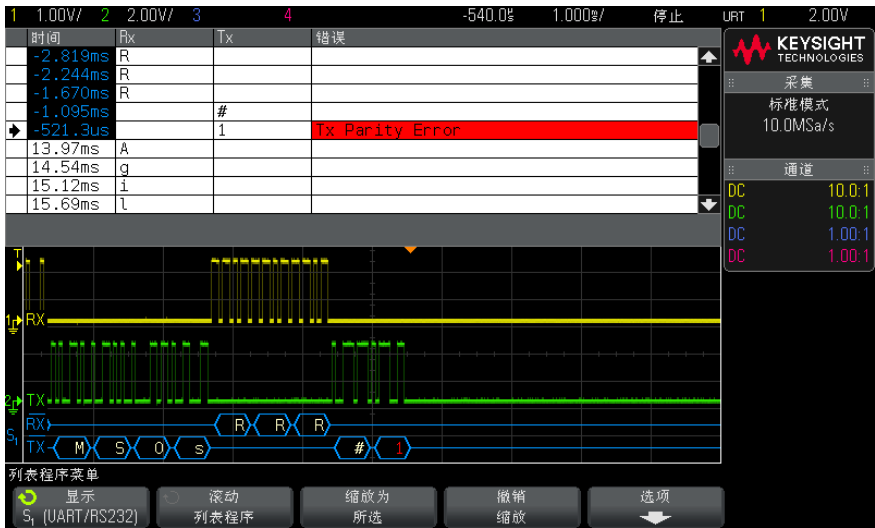 1 1.00V/ 2 2.00V/ 3 4 -540.0us 1.000ms/ 停止 URT 1 2.00V
时间 Rx Tx 错误
-2.819ms R
-2.244ms R
-1.670ms R
-1.095ms #
-521.3us 1 Tx Parity Error
13.97ms A
14.54ms g
15.12ms i
15.69ms l
KEYSIGHT
TECHNOLOGIES
采集
标准模式
10.0MSa/s
通道
DC 10.0:1
DC 10.0:1
DC 1.00:1
DC 1.00:1
T
1 RX
2 TX
S1 RX R R R
TX M S O s # 1
列表程序菜单
显示
S1 (UART/RS232)
滚动
列表程序
缩放为
所选
撤销
缩放
选项